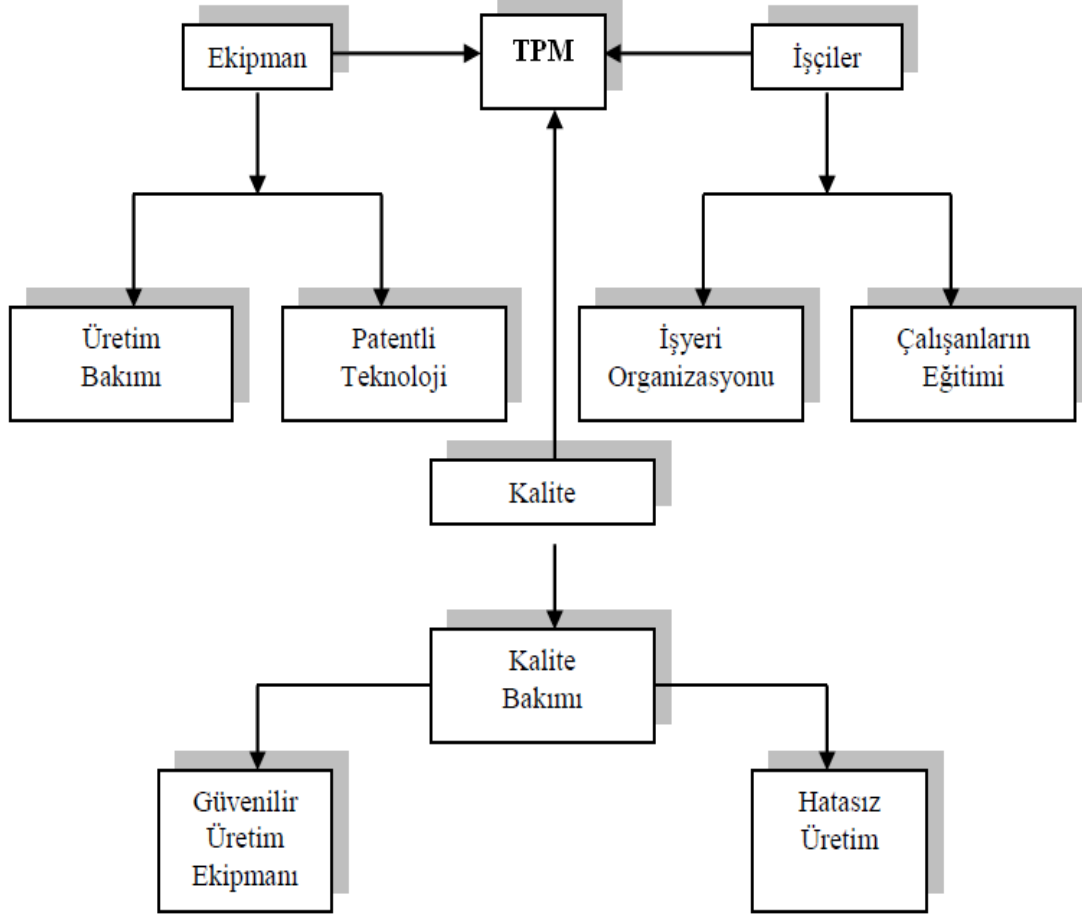 Ekipman
TPM
İşçiler
Üretim
Bakımı
Patentli
Teknoloji
İşyeri
Organizasyonu
Çalışanların
Eğitimi
Kalite
Kalite
Bakımı
Güvenilir
Üretim
Ekipmanı
Hatasız
Üretim